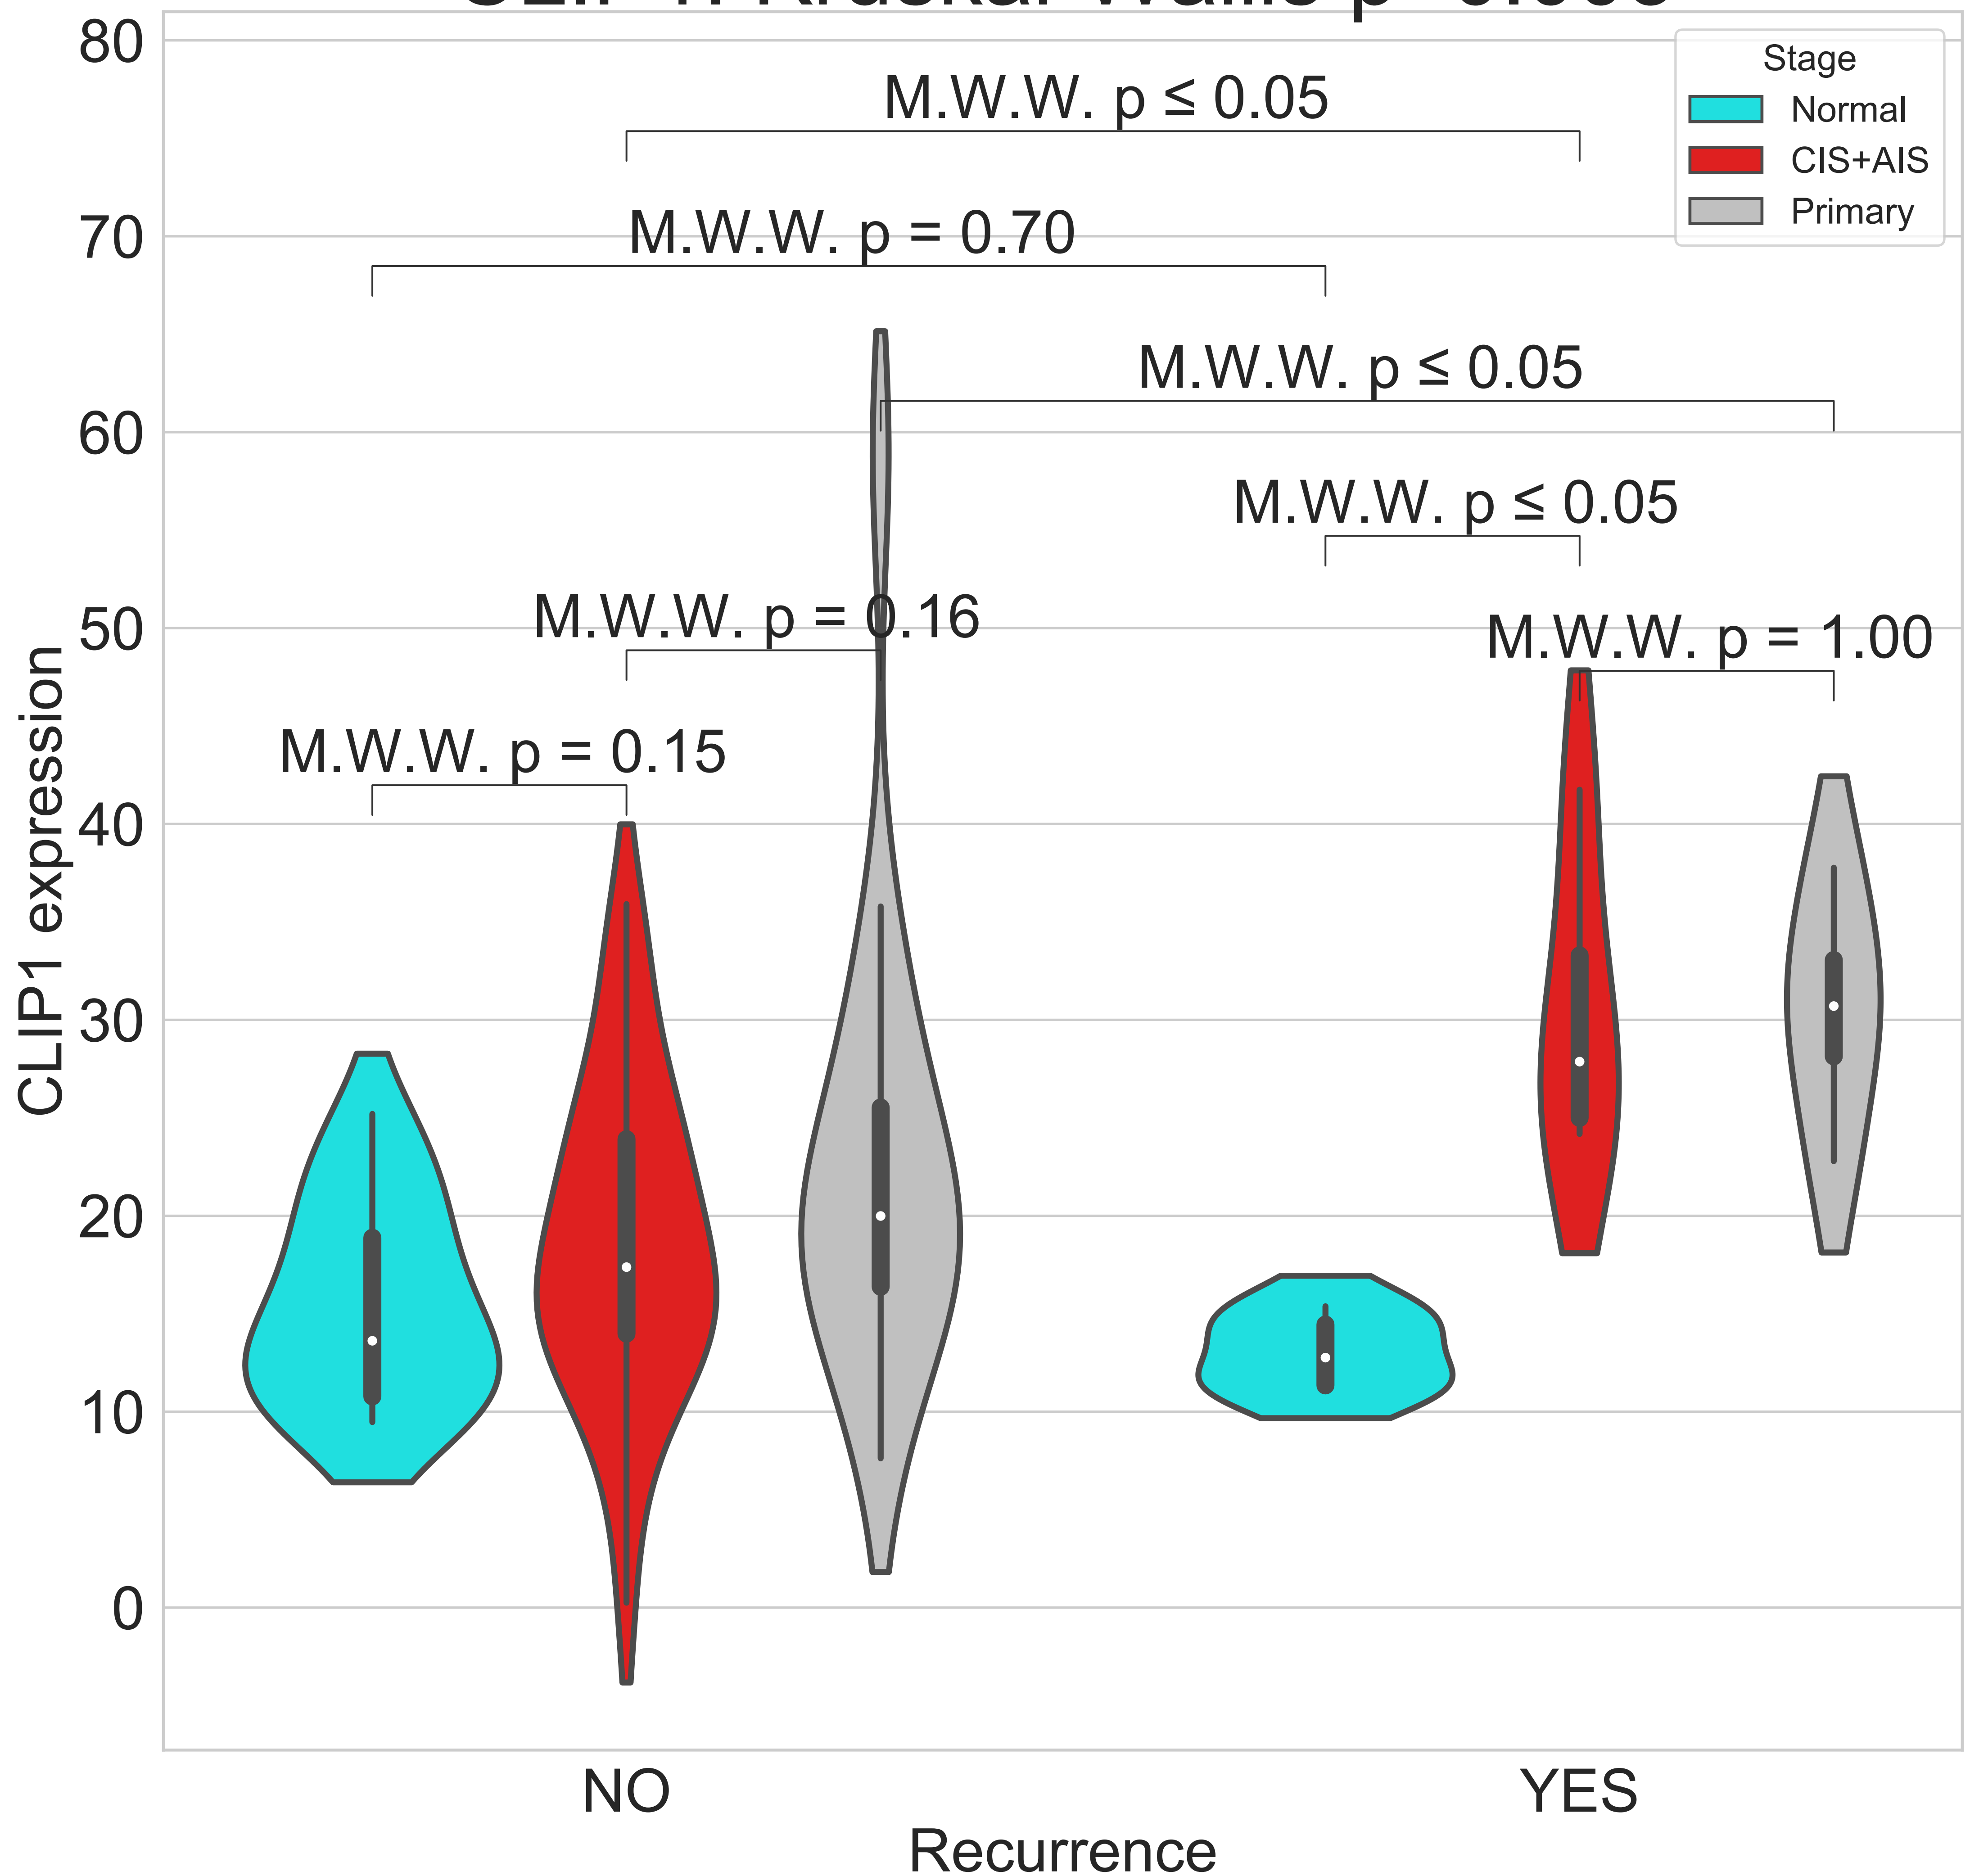 80
M.W.W. p ≤ 0.05
Stage
Normal
CIS+AIS
Primary
70
M.W.W. p = 0.70
M.W.W. p ≤ 0.05
60
M.W.W. p ≤ 0.05
50
M.W.W. p = 0.16
M.W.W. p = 1.00
M.W.W. p = 0.15
40
30
20
10
0
CLIP1 expression
NO
YES
Recurrence